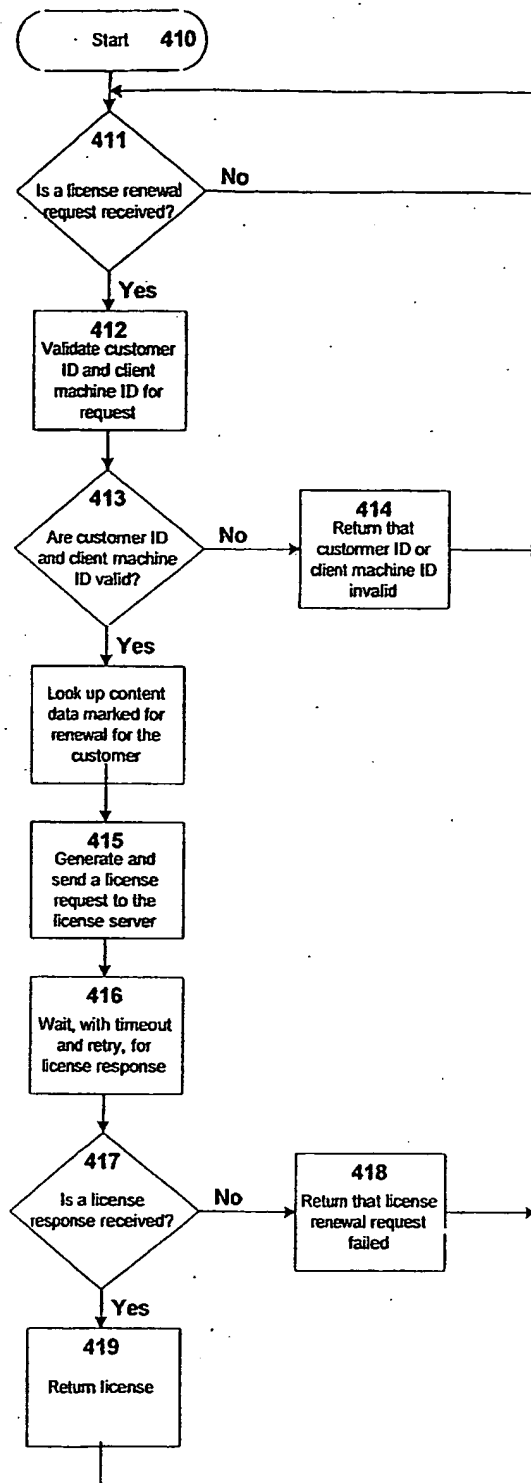 Start 410
411
Is a license renewal
request received?
No
Yes
412
Validate customer
ID and client
machine ID for
request
413
Are customer ID
and client machine
ID valid?
No
414
Return that
customer ID or
client machine ID
invalid
Yes
Look up content
data marked for
renewal for the
customer
415
Generate and
send a license
request to the
license server
416
Wait, with timeout
and retry, for
license response
417
Is a license
response received?
No
418
Return that license
renewal request
failed
Yes
419
Return license